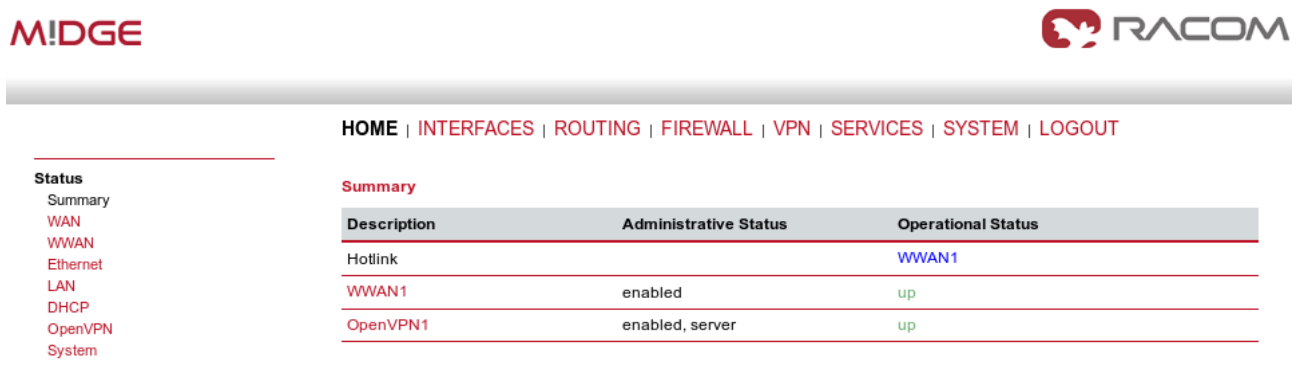 M!DGE
RACOM
HOME | INTERFACES | ROUTING | FIREWALL | VPN | SERVICES | SYSTEM | LOGOUT
Status
Summary
WAN
WWAN
Ethernet
LAN
DHCP
OpenVPN
System
Summary
Description Administrative Status Operational Status
Hotlink WWAN1
WWAN1 enabled up
OpenVPN1 enabled, server up